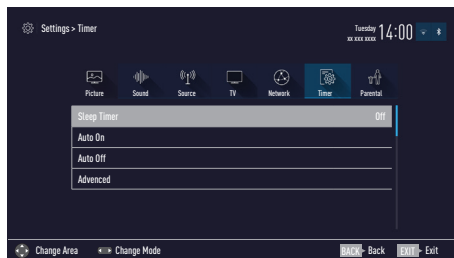 Settings > Timer
Tuesday
xx xxx xxxx
14:00
Picture Sound Source TV Network Timer Parental
Sleep Timer Off
Auto On
Auto Off
Advanced
Change Area Change Mode BACK Back EXIT Exit